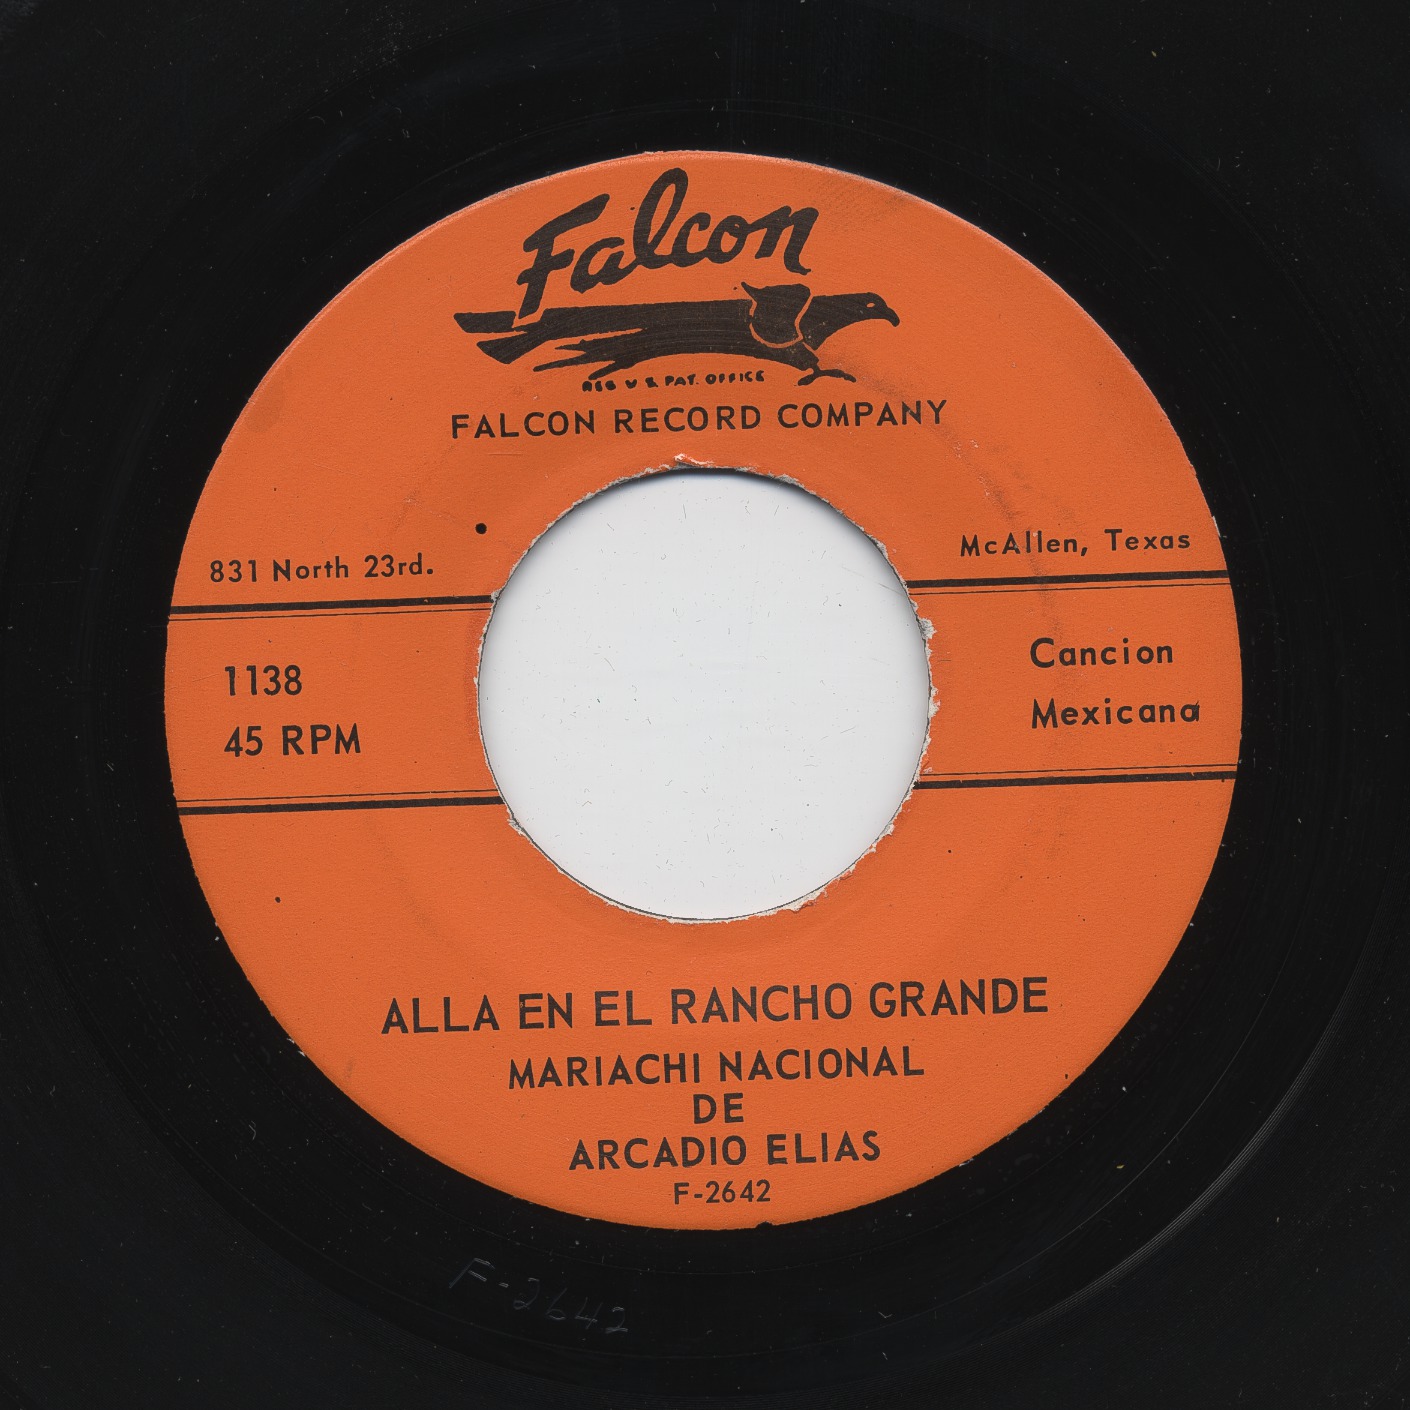 Falcon
REG U S PAT. OFFICE
FALCON RECORD COMPANY
831 North 23rd.
McAllen, Texas
1138
45 RPM
Cancion
Mexicana
ALLA EN EL RANCHO GRANDE
MARIACHI NACIONAL
DE
ARCADIO ELIAS
F-2642
F-2642